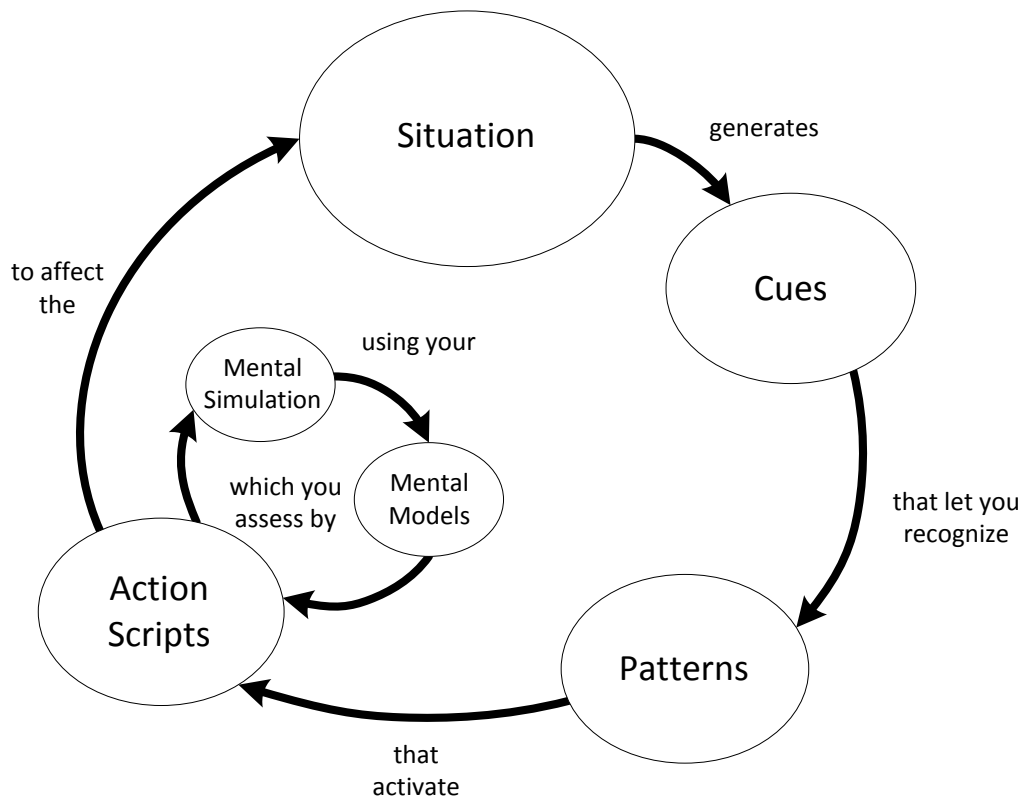 Situation
generates
Cues
that let you
recognize
Patterns
that
activate
Action
Scripts
which you
assess by
Mental
Simulation
using your
Mental
Models
to affect
the